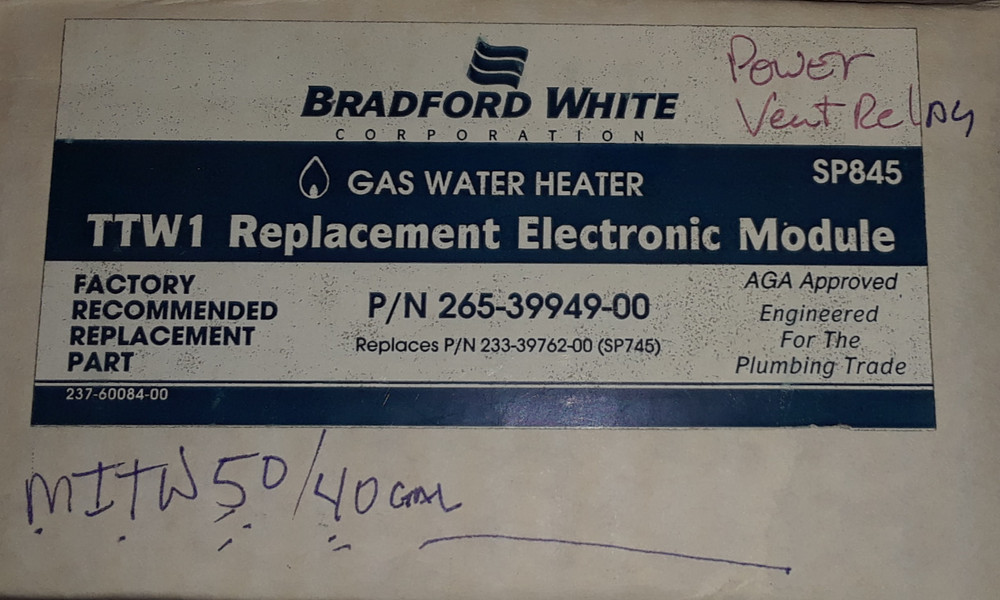 Power
Vent Relay
BRADFORD WHITE
CORPORATION
GAS WATER HEATER
SP845
TTW1 Replacement Electronic Module
FACTORY
RECOMMENDED
REPLACEMENT
PART
P/N 265-39949-00
Replaces P/N 233-39762-00 (SP745)
AGA Approved
Engineered
For The
Plumbing Trade
237-60084-00
MITW 50/40 GAL